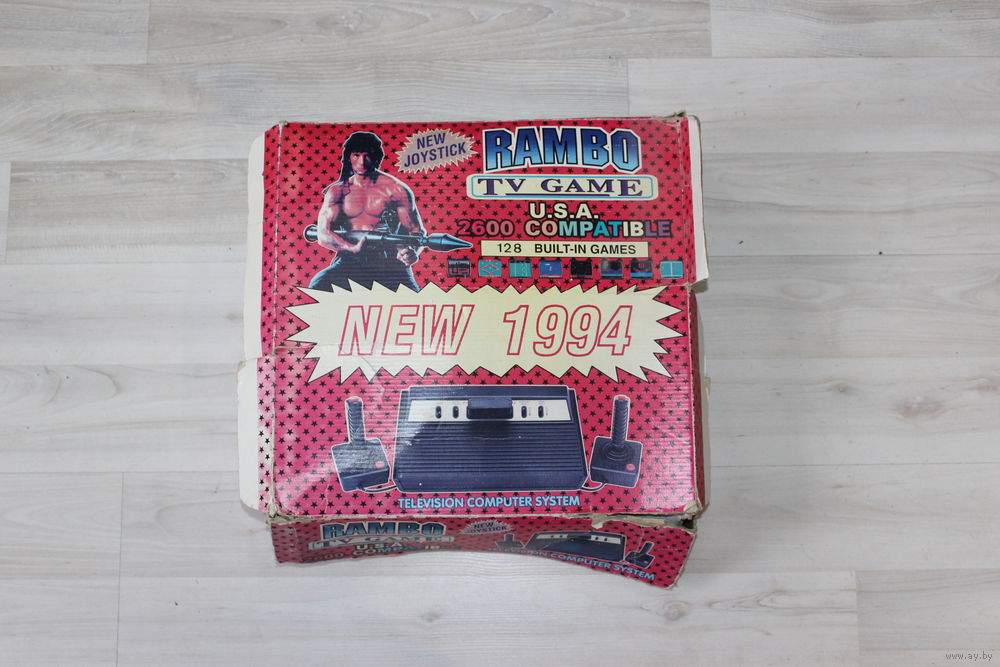 NEW
JOYSTICK
RAMBO
TV GAME
U.S.A.
2600 COMPATIBLE
128 BUILT-IN GAMES
NEW 1994
TELEVISION COMPUTER SYSTEM
RAMBO
TV GAME
U.S.A.
NEW
JOYSTICK
COMPUTER SYSTEM
www.ay.by